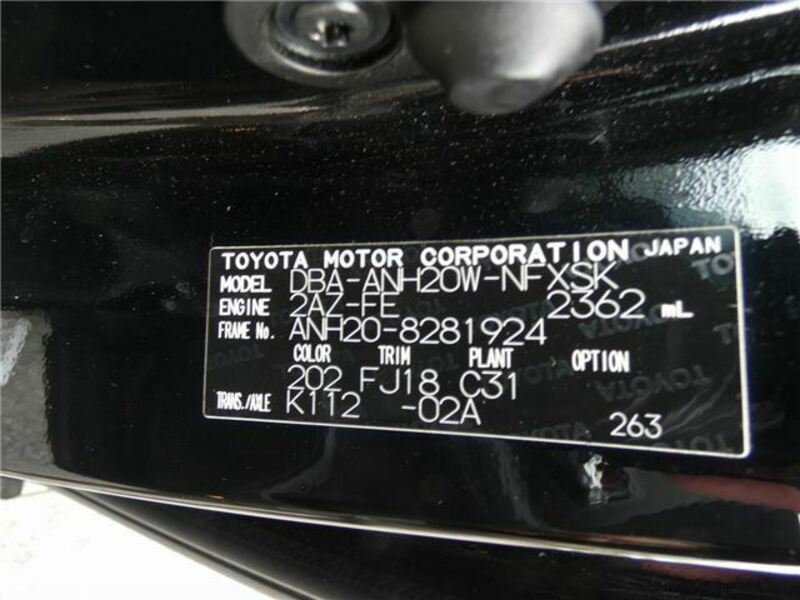 TOYOTA MOTOR CORPORATION JAPAN
MODEL DBA-ANH20W-NFXSK
ENGINE 2AZ-FE 2362 mL
FRAME No. ANH20-8281924
COLOR TRIM PLANT OPTION
202 FJ18 C31
TRANS./AXLE K112 -02A 263